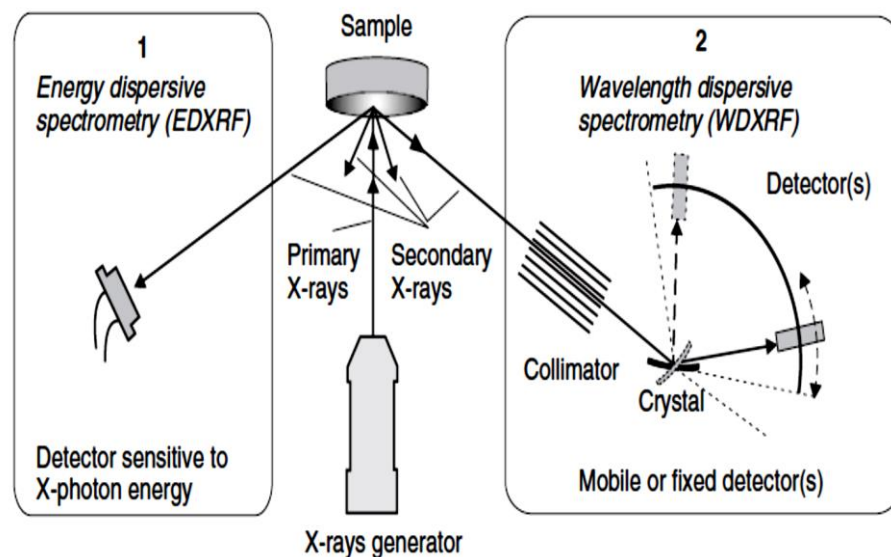 Sample
1
Energy dispersive
spectrometry (EDXRF)
2
Wavelength dispersive
spectrometry (WDXRF)
Detector(s)
Primary
X-rays
Secondary
X-rays
Collimator
Crystal
Detector sensitive to
X-photon energy
Mobile or fixed detector(s)
X-rays generator